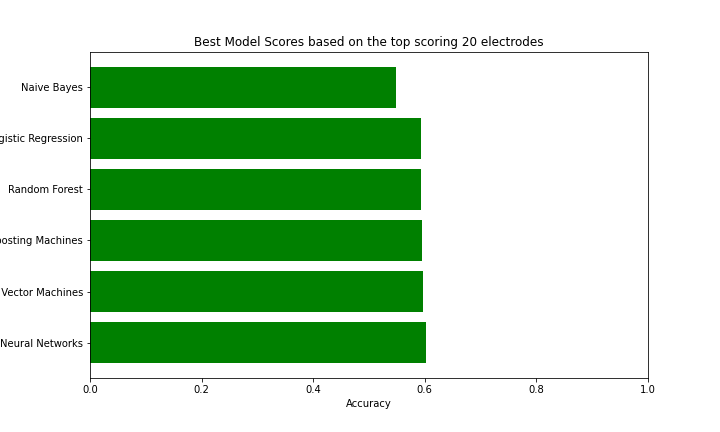 Best Model Scores based on the top scoring 20 electrodes
Naive Bayes
gistic Regression
Random Forest
osting Machines
Vector Machines
Neural Networks
0.0 0.2 0.4 0.6 0.8 1.0
Accuracy